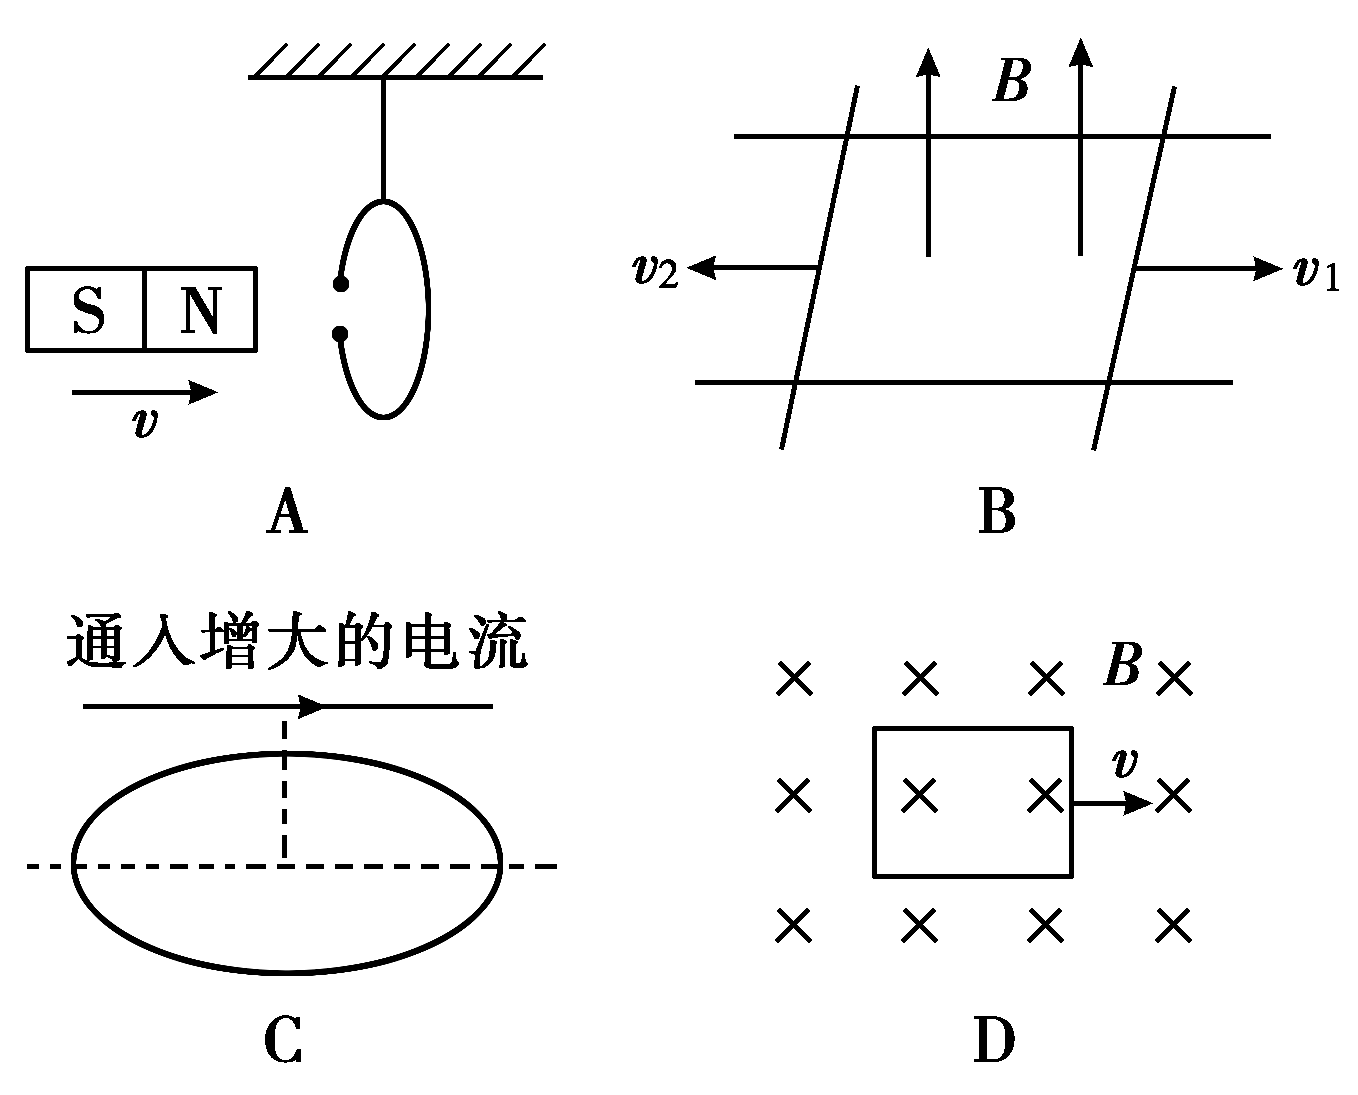 S N
v
A
B
v2 v1
B
通入增大的电流
C
× × × B ×
× × × v ×
× × × ×
D